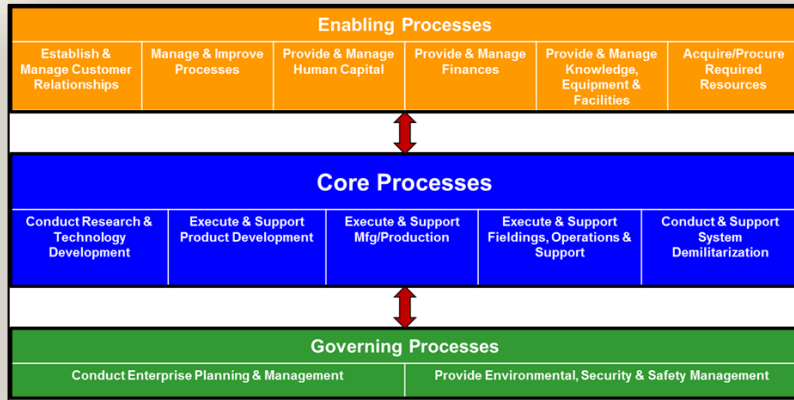 Enabling Processes
Establish &
Manage Customer
Relationships
Manage & Improve
Processes
Provide & Manage
Human Capital
Provide & Manage
Finances
Provide & Manage
Knowledge,
Equipment &
Facilities
Acquire/Procure
Required
Resources
Core Processes
Conduct Research &
Technology
Development
Execute & Support
Product Development
Execute & Support
Mfg/Production
Execute & Support
Fieldings, Operations &
Support
Conduct & Support
System
Demilitarization
Governing Processes
Conduct Enterprise Planning & Management
Provide Environmental, Security & Safety Management